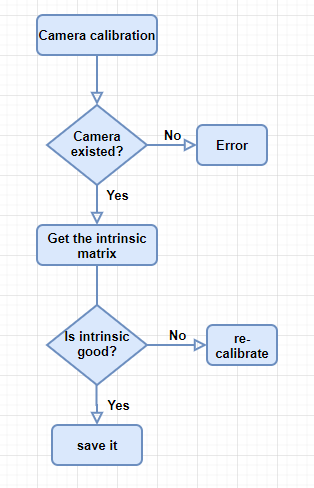 Camera calibration
Camera
existed?
No
Error
Yes
Get the intrinsic
matrix
Is intrinsic
good?
No
re-
calibrate
Yes
save it